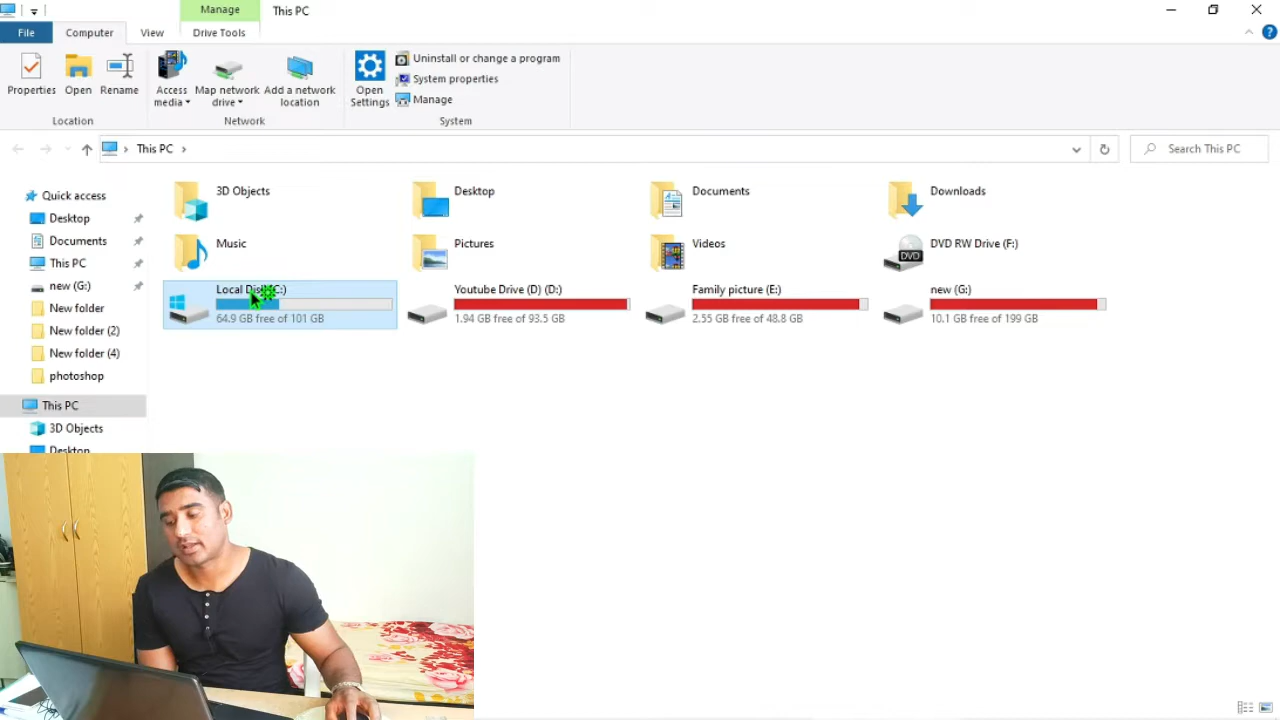 Manage
This PC
File
Computer
View
Drive Tools
Properties
Open
Rename
Access media
Map network drive
Add a network location
Open Settings
Uninstall or change a program
System properties
Manage
Location
Network
System
This PC
Search This PC
Quick access
Desktop
Documents
This PC
new (G:)
New folder
New folder (2)
New folder (4)
photoshop
This PC
3D Objects
Desktop
3D Objects
Desktop
Documents
Downloads
Music
Pictures
Videos
DVD RW Drive (F:)
DVD
Local Disk (C:)
64.9 GB free of 101 GB
Youtube Drive (D) (D:)
1.94 GB free of 93.5 GB
Family picture (E:)
2.55 GB free of 48.8 GB
new (G:)
10.1 GB free of 199 GB